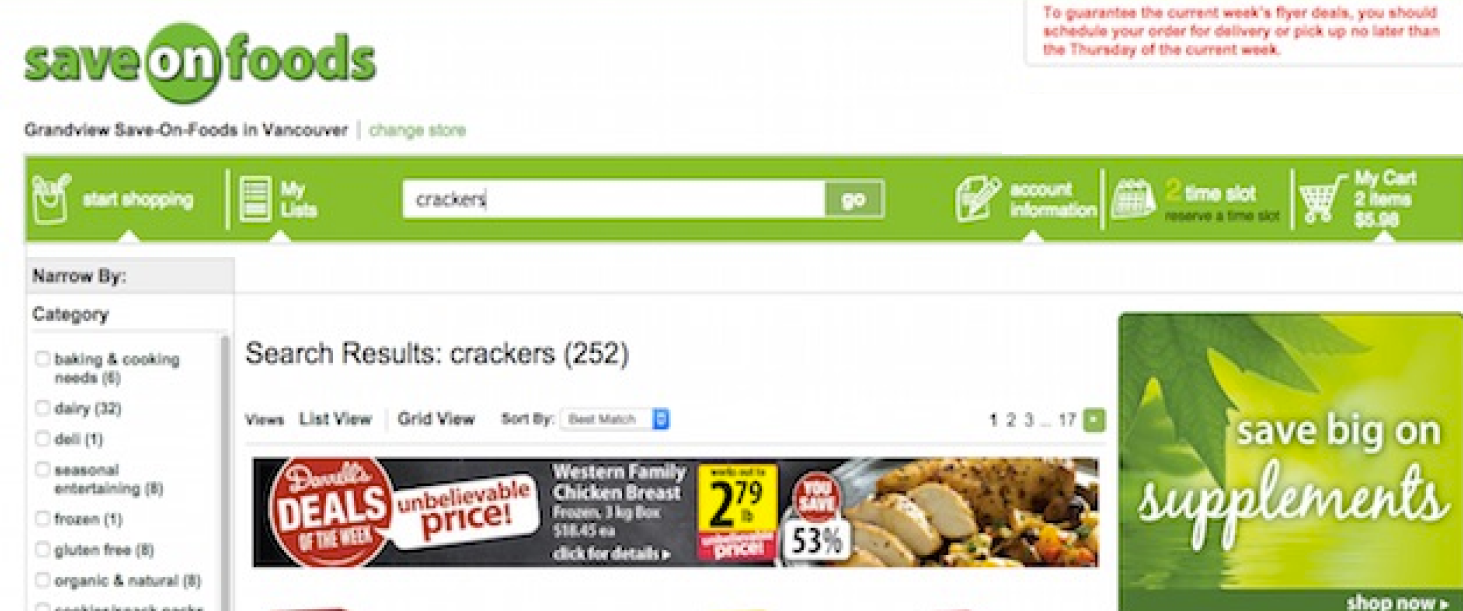 To guarantee the current week's flyer deals, you should
schedule your order for delivery or pick up no later than
the Thursday of the current week.
save on foods
Grandview Save-On-Foods in Vancouver | change store
start shopping
My
Lists
crackers
go
account
information
2 time slot
reserve a time slot
My Cart
2 items
$5.98
Narrow By:
Category
baking & cooking
needs (6)
dairy (32)
deli (1)
seasonal
entertaining (8)
frozen (1)
gluten free (8)
organic & natural (8)
cookies/snack packs
Search Results: crackers (252)
Views List View | Grid View Sort By: Best Match
1 2 3 ... 17
Darrell's
DEALS
OF THE WEEK
unbelievable
price!
Western Family
Chicken Breast
Frozen, 3 kg Box
$18.45 ea
click for details
works out to
2 79
lb
unbelievable
price!
YOU
SAVE
53%
save big on
supplements
shop now